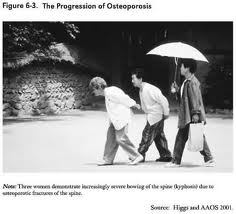 Figure 6-3. The Progression of Osteoporosis
Note: Three women demonstrate increasingly severe bowing of the spine (kyphosis) due to
osteoporotic fractures of the spine.
Source: Higgs and AAOS 2001.